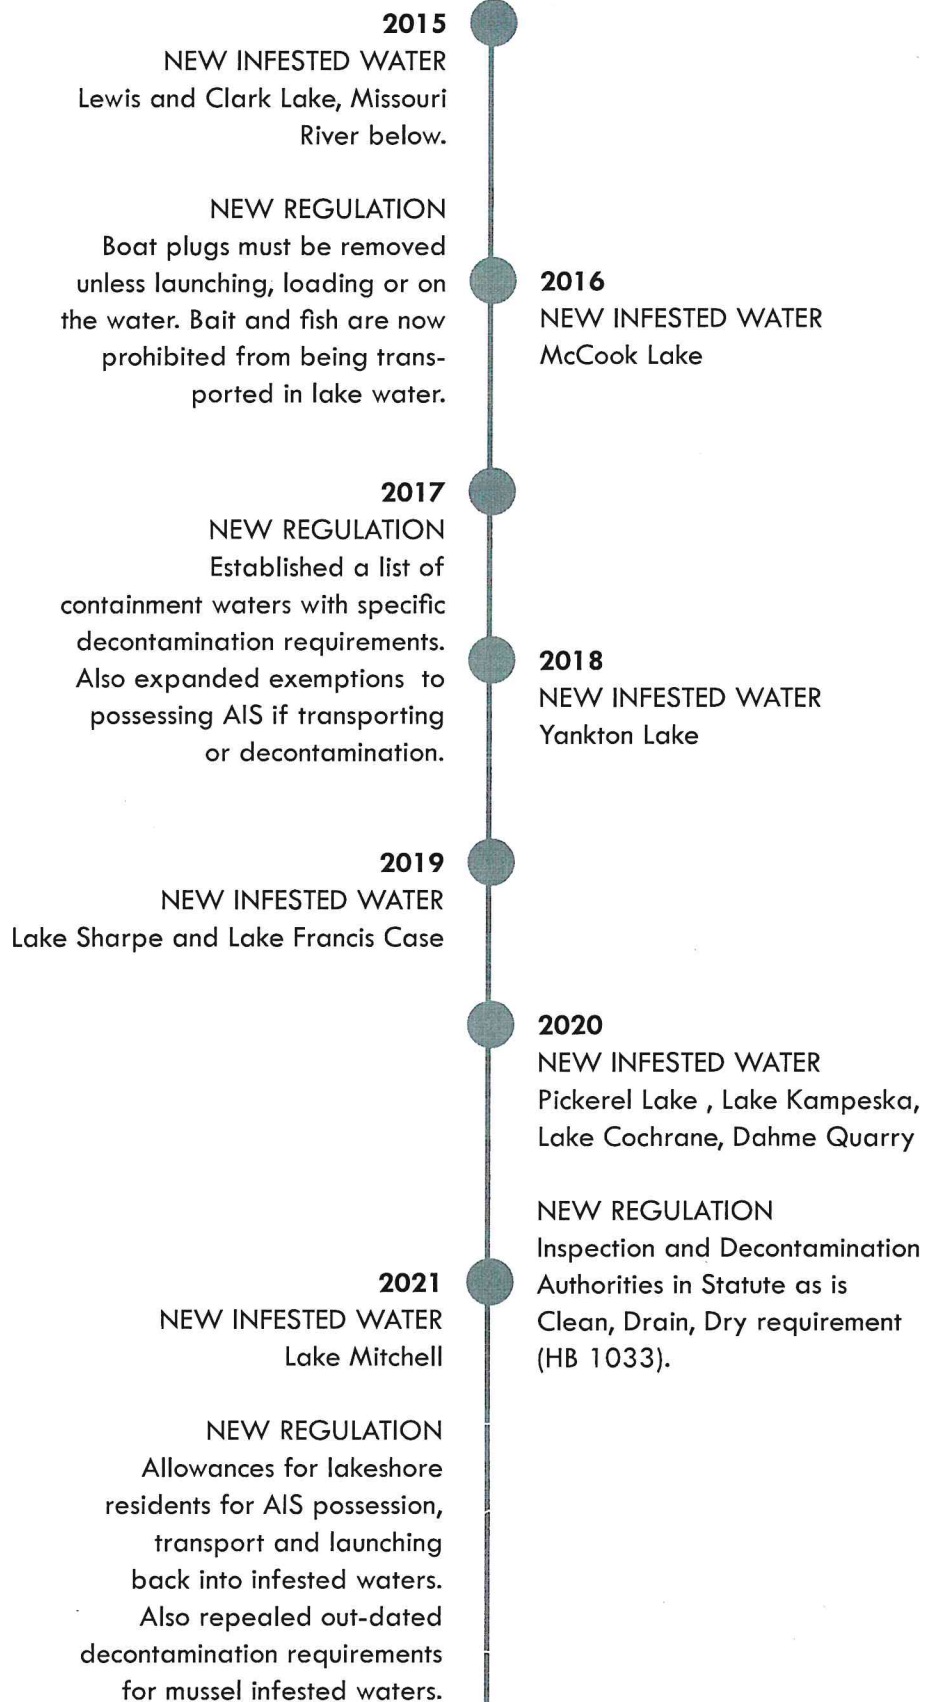 2015
NEW INFESTED WATER
Lewis and Clark Lake, Missouri
River below.
NEW REGULATION
Boat plugs must be removed
unless launching, loading or on
the water. Bait and fish are now
prohibited from being trans-
ported in lake water.
2016
NEW INFESTED WATER
McCook Lake
2017
NEW REGULATION
Established a list of
containment waters with specific
decontamination requirements.
Also expanded exemptions to
possessing AIS if transporting
or decontamination.
2018
NEW INFESTED WATER
Yankton Lake
2019
NEW INFESTED WATER
Lake Sharpe and Lake Francis Case
2020
NEW INFESTED WATER
Pickerel Lake , Lake Kampeska,
Lake Cochrane, Dahme Quarry
NEW REGULATION
Inspection and Decontamination
Authorities in Statute as is
Clean, Drain, Dry requirement
(HB 1033).
2021
NEW INFESTED WATER
Lake Mitchell
NEW REGULATION
Allowances for lakeshore
residents for AIS possession,
transport and launching
back into infested waters.
Also repealed out-dated
decontamination requirements
for mussel infested waters.